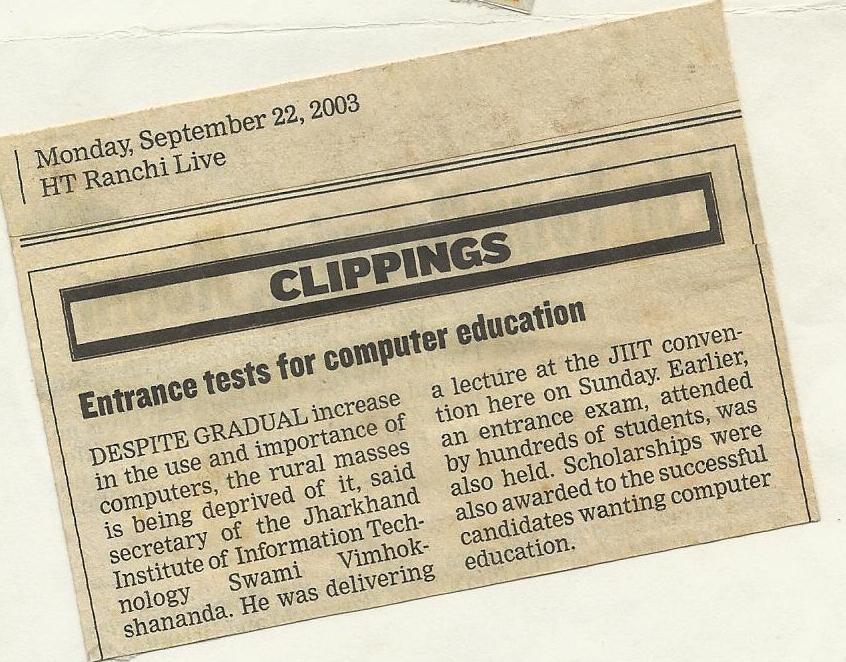 Monday, September 22, 2003
HT Ranchi Live
CLIPPINGS
Entrance tests for computer education
DESPITE GRADUAL increase
in the use and importance of
computers, the rural masses
is being deprived of it, said
secretary of the Jharkhand
Institute of Information Tech-
nology Swami Vimhok-
shananda. He was delivering
a lecture at the JIIT conven-
tion here on Sunday. Earlier,
an entrance exam, attended
by hundreds of students, was
also held. Scholarships were
also awarded to the successful
candidates wanting computer
education.